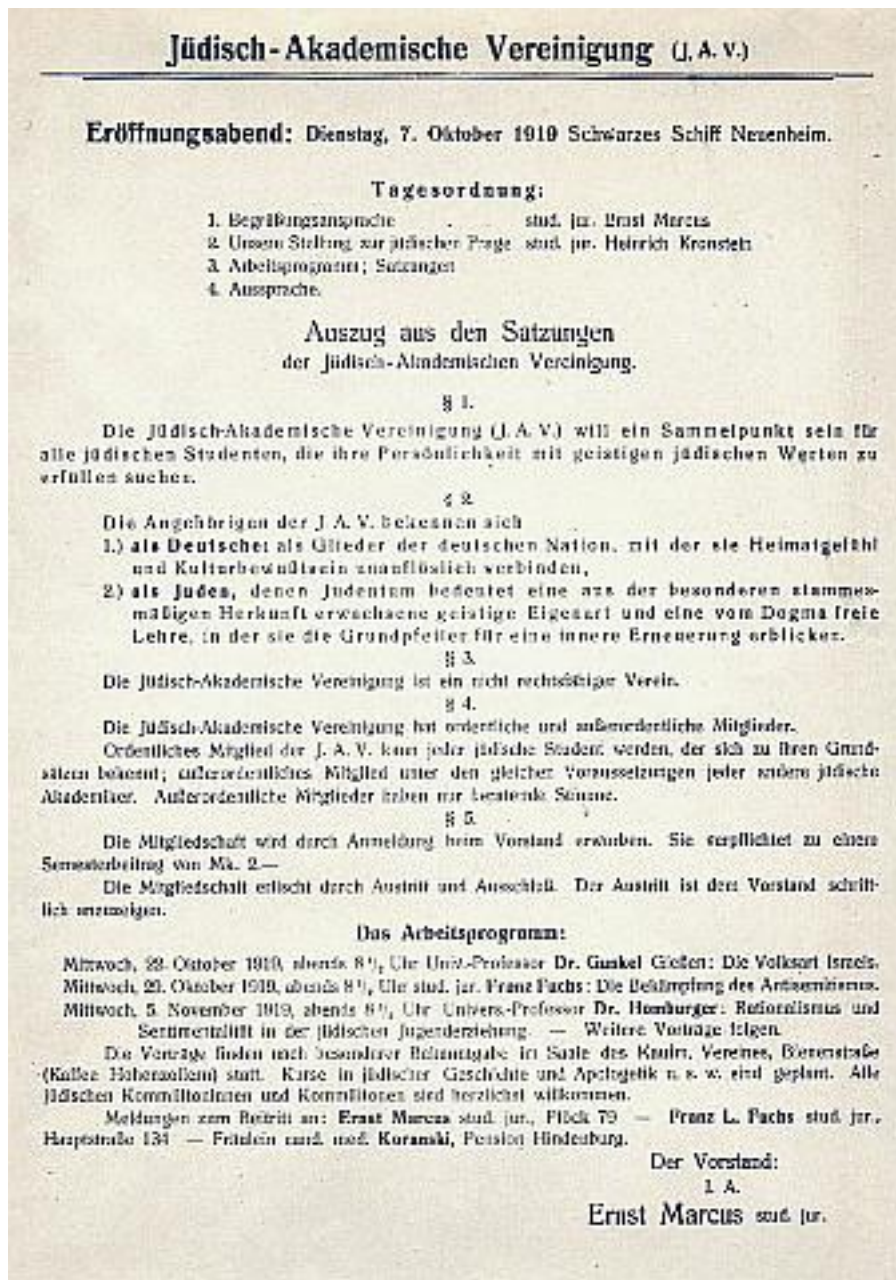 Jüdisch-Akademische Vereinigung (J. A. V.)
Eröffnungsabend: Dienstag, 7. Oktober 1919 Schwarzes Schiff Neuenheim.
Tagesordnung:
1. Begrüßungsansprache . stud. jur. Ernst Marcus
2. Unsere Stellung zur jüdischen Frage stud. jur. Heinrich Kronstein
3. Arbeitsprogramm; Satzungen
4. Aussprache.
Auszug aus den Satzungen
der Jüdisch-Akademischen Vereinigung.
§ 1.
Die Jüdisch-Akademische Vereinigung (J. A. V.) will ein Sammelpunkt sein für
alle jüdischen Studenten, die ihre Persönlichkeit mit geistigen jüdischen Werten zu
erfüllen suchen.
§ 2.
Die Angehörigen der J. A. V. bekennen sich
1.) als Deutsche: als Glieder der deutschen Nation, mit der sie Heimatgefühl
und Kulturbewußtsein unauflöslich verbinden,
2.) als Juden, denen Judentum bedeutet eine aus der besonderen stammes-
mäßigen Herkunft erwachsene geistige Eigenart und eine vom Dogma freie
Lehre, in der sie die Grundpfeiler für eine innere Erneuerung erblicken.
§ 3.
Die Jüdisch-Akademische Vereinigung ist ein nicht rechtsfähiger Verein.
§ 4.
Die Jüdisch-Akademische Vereinigung hat ordentliche und außerordentliche Mitglieder.
Ordentliches Mitglied der J. A. V. kann jeder jüdische Student werden, der sich zu ihren Grund-
sätzen bekennt; außerordentliches Mitglied unter den gleichen Voraussetzungen jeder andere jüdische
Akademiker. Außerordentliche Mitglieder haben nur beratende Stimme.
§ 5.
Die Mitgliedschaft wird durch Anmeldung beim Vorstand erworben. Sie verpflichtet zu einem
Semesterbeitrag von Mk. 2.—
Die Mitgliedschaft erlischt durch Austritt und Ausschluß. Der Austritt ist dem Vorstand schrift-
lich anzuzeigen.
Das Arbeitsprogramm:
Mittwoch, 22. Oktober 1919, abends 8 Uhr Univ.-Professor Dr. Gunkel Gießen: Die Volksart Israels.
Mittwoch, 29. Oktober 1919, abends 8 Uhr stud. jur. Franz Fuchs: Die Bekämpfung des Antisemitismus.
Mittwoch, 5. November 1919, abends 8 Uhr Univers.-Professor Dr. Homburger: Rationalismus und
Sentimentalität in der jüdischen Jugenderziehung. — Weitere Vorträge folgen.
Die Vorträge finden nach besonderer Bekanntgabe im Saale des Kaufm. Vereines, Bienenstraße
(Kaffee Hohenzollern) statt. Kurse in jüdischer Geschichte und Apologetik u. s. w. sind geplant. Alle
jüdischen Kommilitoninnen und Kommilitonen sind herzlichst willkommen.
Meldungen zum Beitritt an: Ernst Marcus stud. jur., Plöck 79 — Franz L. Fuchs stud. jur.,
Hauptstraße 134 — Fräulein cand. med. Koranski, Pension Hindenburg.
Der Vorstand:
I. A.
Ernst Marcus stud. jur.